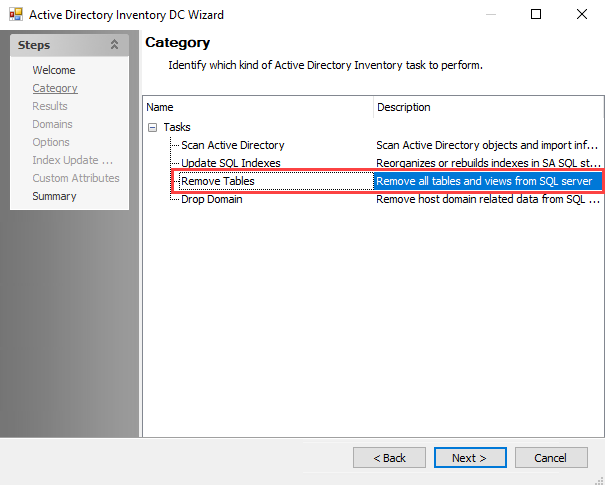 Active Directory Inventory DC Wizard
Steps
Welcome
Category
Results
Domains
Options
Index Update ...
Custom Attributes
Summary
Category
Identify which kind of Active Directory Inventory task to perform.
Name Description
Tasks
Scan Active Directory Scan Active Directory objects and import inf...
Update SQL Indexes Reorganizes or rebuilds indexes in SA SQL st...
Remove Tables Remove all tables and views from SQL server
Drop Domain Remove host domain related data from SQL ...
< Back Next > Cancel